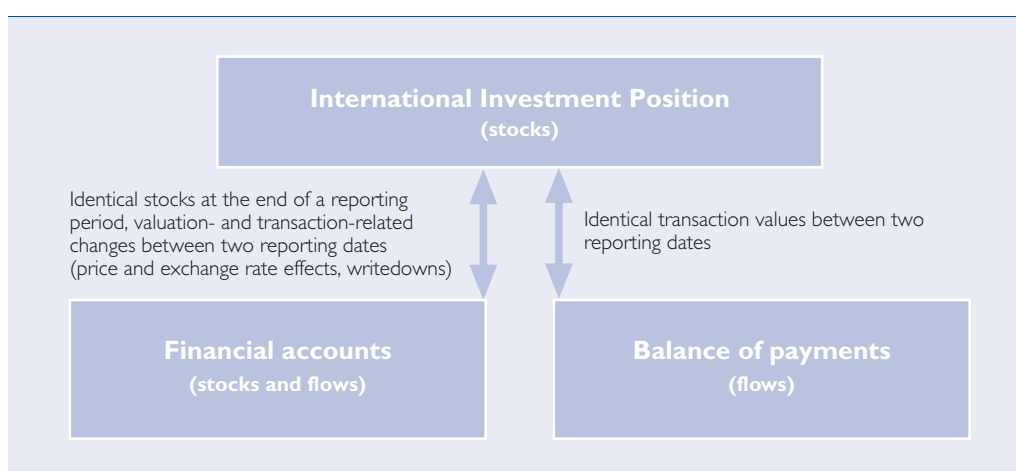 International Investment Position
(stocks)
Identical stocks at the end of a reporting
period, valuation- and transaction-related
changes between two reporting dates
(price and exchange rate effects, writedowns)
Identical transaction values between two
reporting dates
Financial accounts
(stocks and flows)
Balance of payments
(flows)